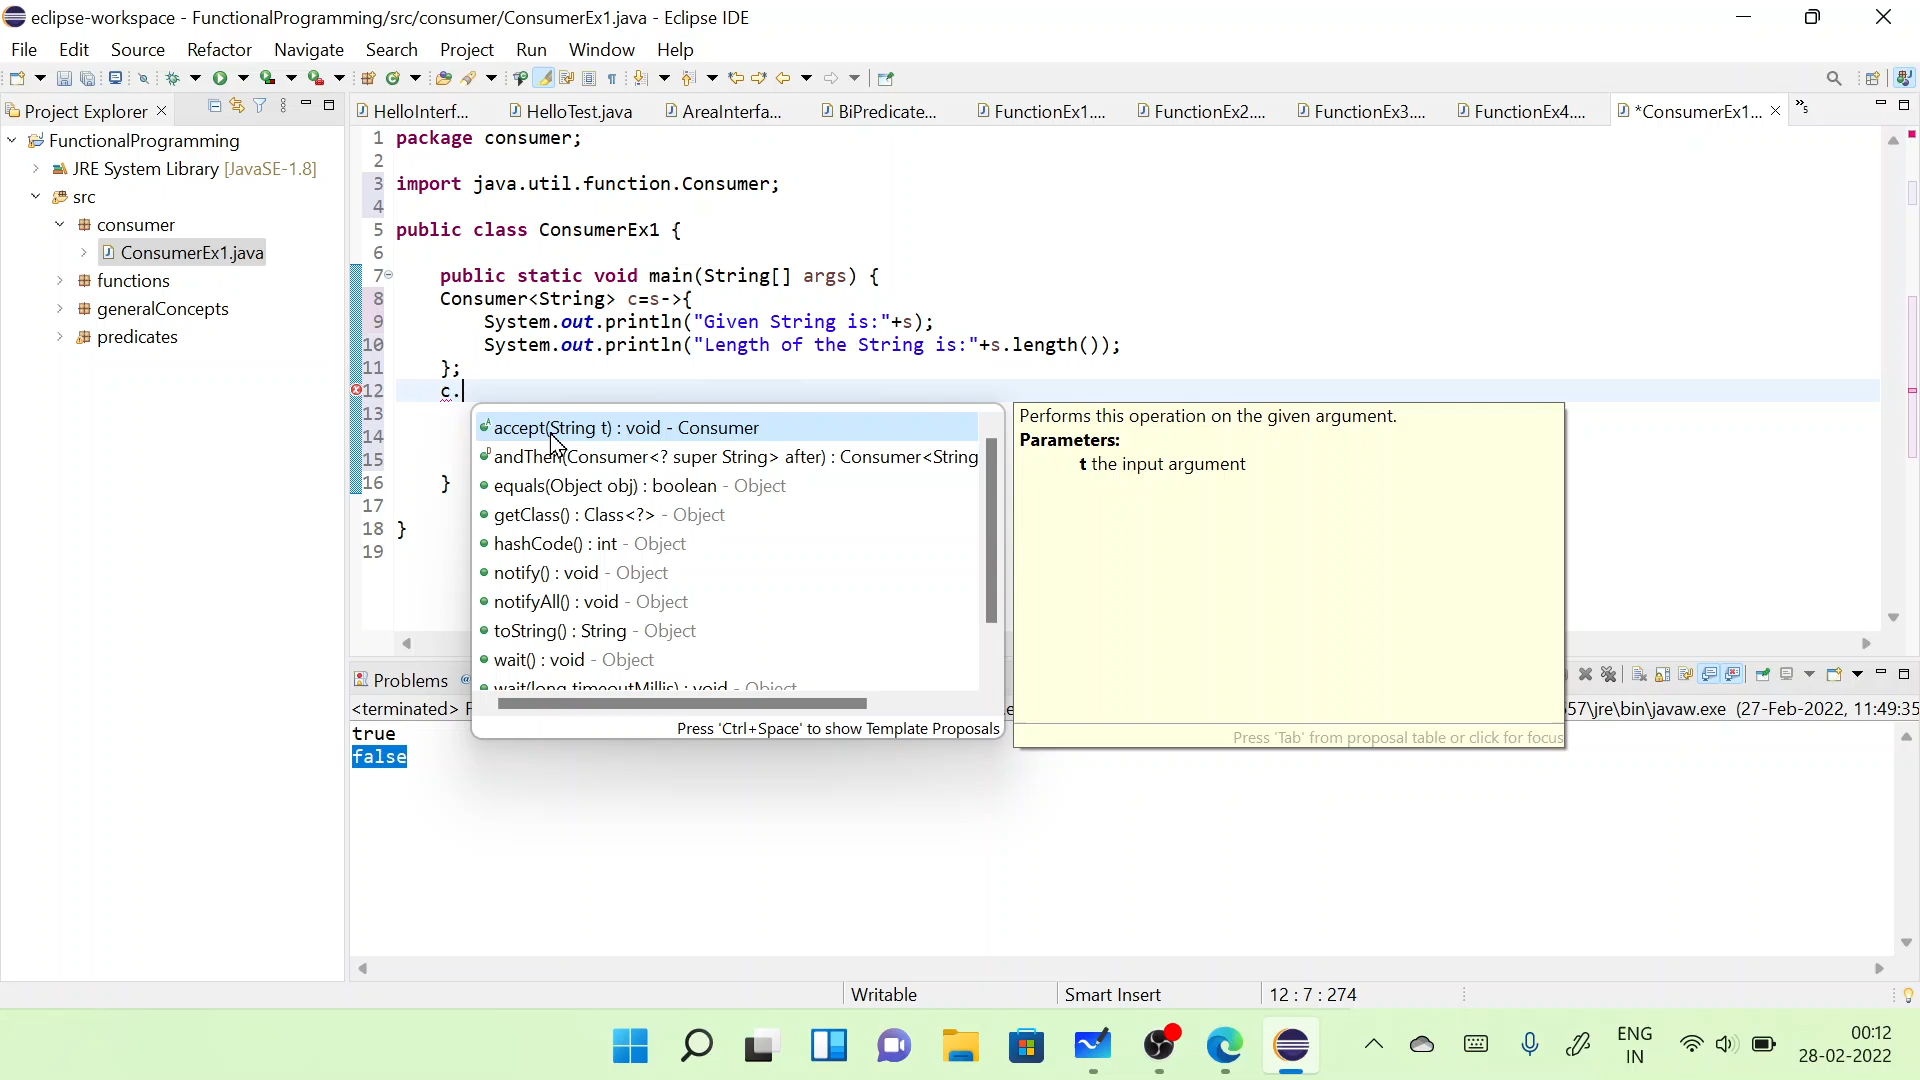 eclipse-workspace - FunctionalProgramming/src/consumer/ConsumerEx1.java - Eclipse IDE
File Edit Source Refactor Navigate Search Project Run Window Help
Project Explorer
HelloInterf...
HelloTest.java
AreaInterfa...
BiPredicate...
FunctionEx1....
FunctionEx2....
FunctionEx3....
FunctionEx4....
*ConsumerEx1...
»5
FunctionalProgramming
JRE System Library [JavaSE-1.8]
src
consumer
ConsumerEx1.java
functions
generalConcepts
predicates
1 package consumer;
2
3 import java.util.function.Consumer;
4
5 public class ConsumerEx1 {
6
7 public static void main(String[] args) {
8 Consumer<String> c=s->{
9 System.out.println("Given String is:"+s);
10 System.out.println("Length of the String is:"+s.length());
11 };
12 c.
13
14
15
16 }
17
18 }
19
accept(String t) : void - Consumer
andThen(Consumer<? super String> after) : Consumer<String
equals(Object obj) : boolean - Object
getClass() : Class<?> - Object
hashCode() : int - Object
notify() : void - Object
notifyAll() : void - Object
toString() : String - Object
wait() : void - Object
wait(long timeoutMillis) : void - Object
Press 'Ctrl+Space' to show Template Proposals
Performs this operation on the given argument.
Parameters:
t the input argument
Press 'Tab' from proposal table or click for focus
Problems @
<terminated> F
57\jre\bin\javaw.exe (27-Feb-2022, 11:49:35
true
false
Writable
Smart Insert
12 : 7 : 274
ENG
IN
00:12
28-02-2022